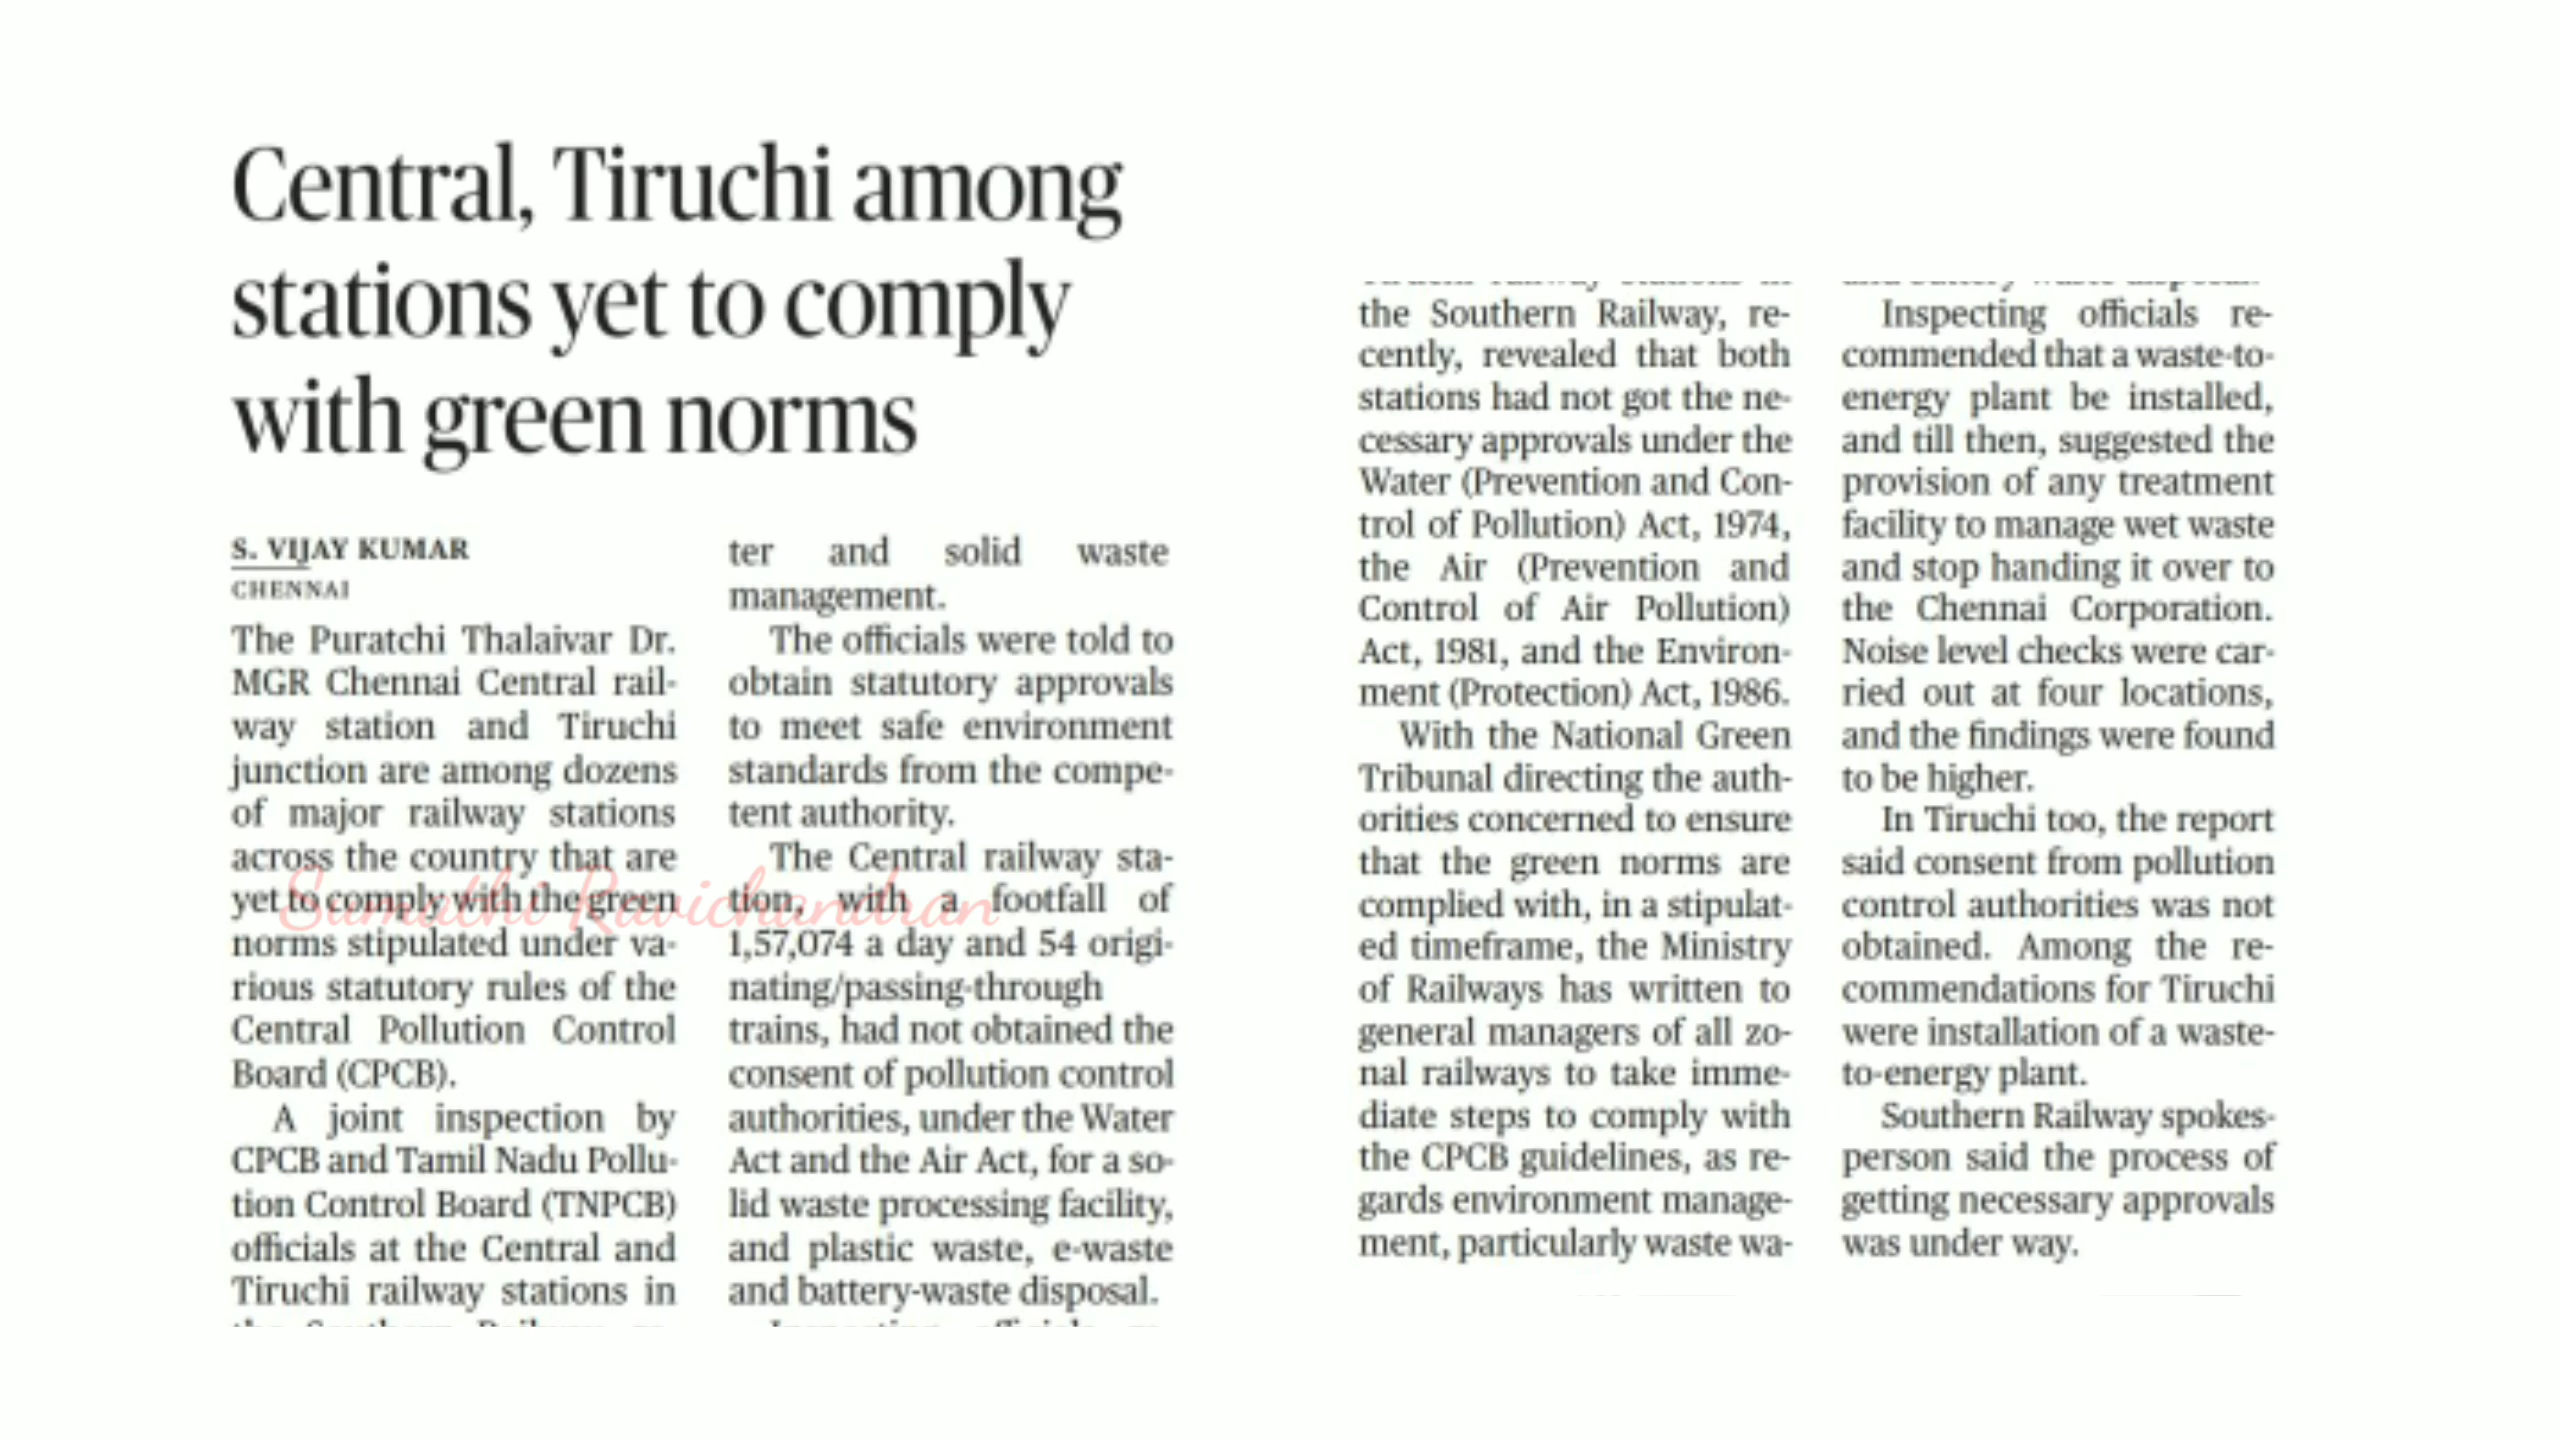 Central, Tiruchi among
stations yet to comply
with green norms
S. VIJAY KUMAR
CHENNAI
The Puratchi Thalaivar Dr.
MGR Chennai Central rail-
way station and Tiruchi
junction are among dozens
of major railway stations
across the country that are
yet to comply with the green
norms stipulated under va-
rious statutory rules of the
Central Pollution Control
Board (CPCB).
A joint inspection by
CPCB and Tamil Nadu Pollu-
tion Control Board (TNPCB)
officials at the Central and
Tiruchi railway stations in
the Southern Railway, re-
cently, revealed that both
stations had not got the ne-
cessary approvals under the
Water (Prevention and Con-
trol of Pollution) Act, 1974,
the Air (Prevention and
Control of Air Pollution)
Act, 1981, and the Environ-
ment (Protection) Act, 1986.
With the National Green
Tribunal directing the auth-
orities concerned to ensure
that the green norms are
complied with, in a stipulat-
ed timeframe, the Ministry
of Railways has written to
general managers of all zo-
nal railways to take imme-
diate steps to comply with
the CPCB guidelines, as re-
gards environment manage-
ment, particularly waste wa-
ter and solid waste
management.
The officials were told to
obtain statutory approvals
to meet safe environment
standards from the compe-
tent authority.
The Central railway sta-
tion, with a footfall of
1,57,074 a day and 54 origi-
nating/passing-through
trains, had not obtained the
consent of pollution control
authorities, under the Water
Act and the Air Act, for a so-
lid waste processing facility,
and plastic waste, e-waste
and battery-waste disposal.
Inspecting officials re-
commended that a waste-to-
energy plant be installed,
and till then, suggested the
provision of any treatment
facility to manage wet waste
and stop handing it over to
the Chennai Corporation.
Noise level checks were car-
ried out at four locations,
and the findings were found
to be higher.
In Tiruchi too, the report
said consent from pollution
control authorities was not
obtained. Among the re-
commendations for Tiruchi
were installation of a waste-
to-energy plant.
Southern Railway spokes-
person said the process of
getting necessary approvals
was under way.
Sumathi Ravichandran